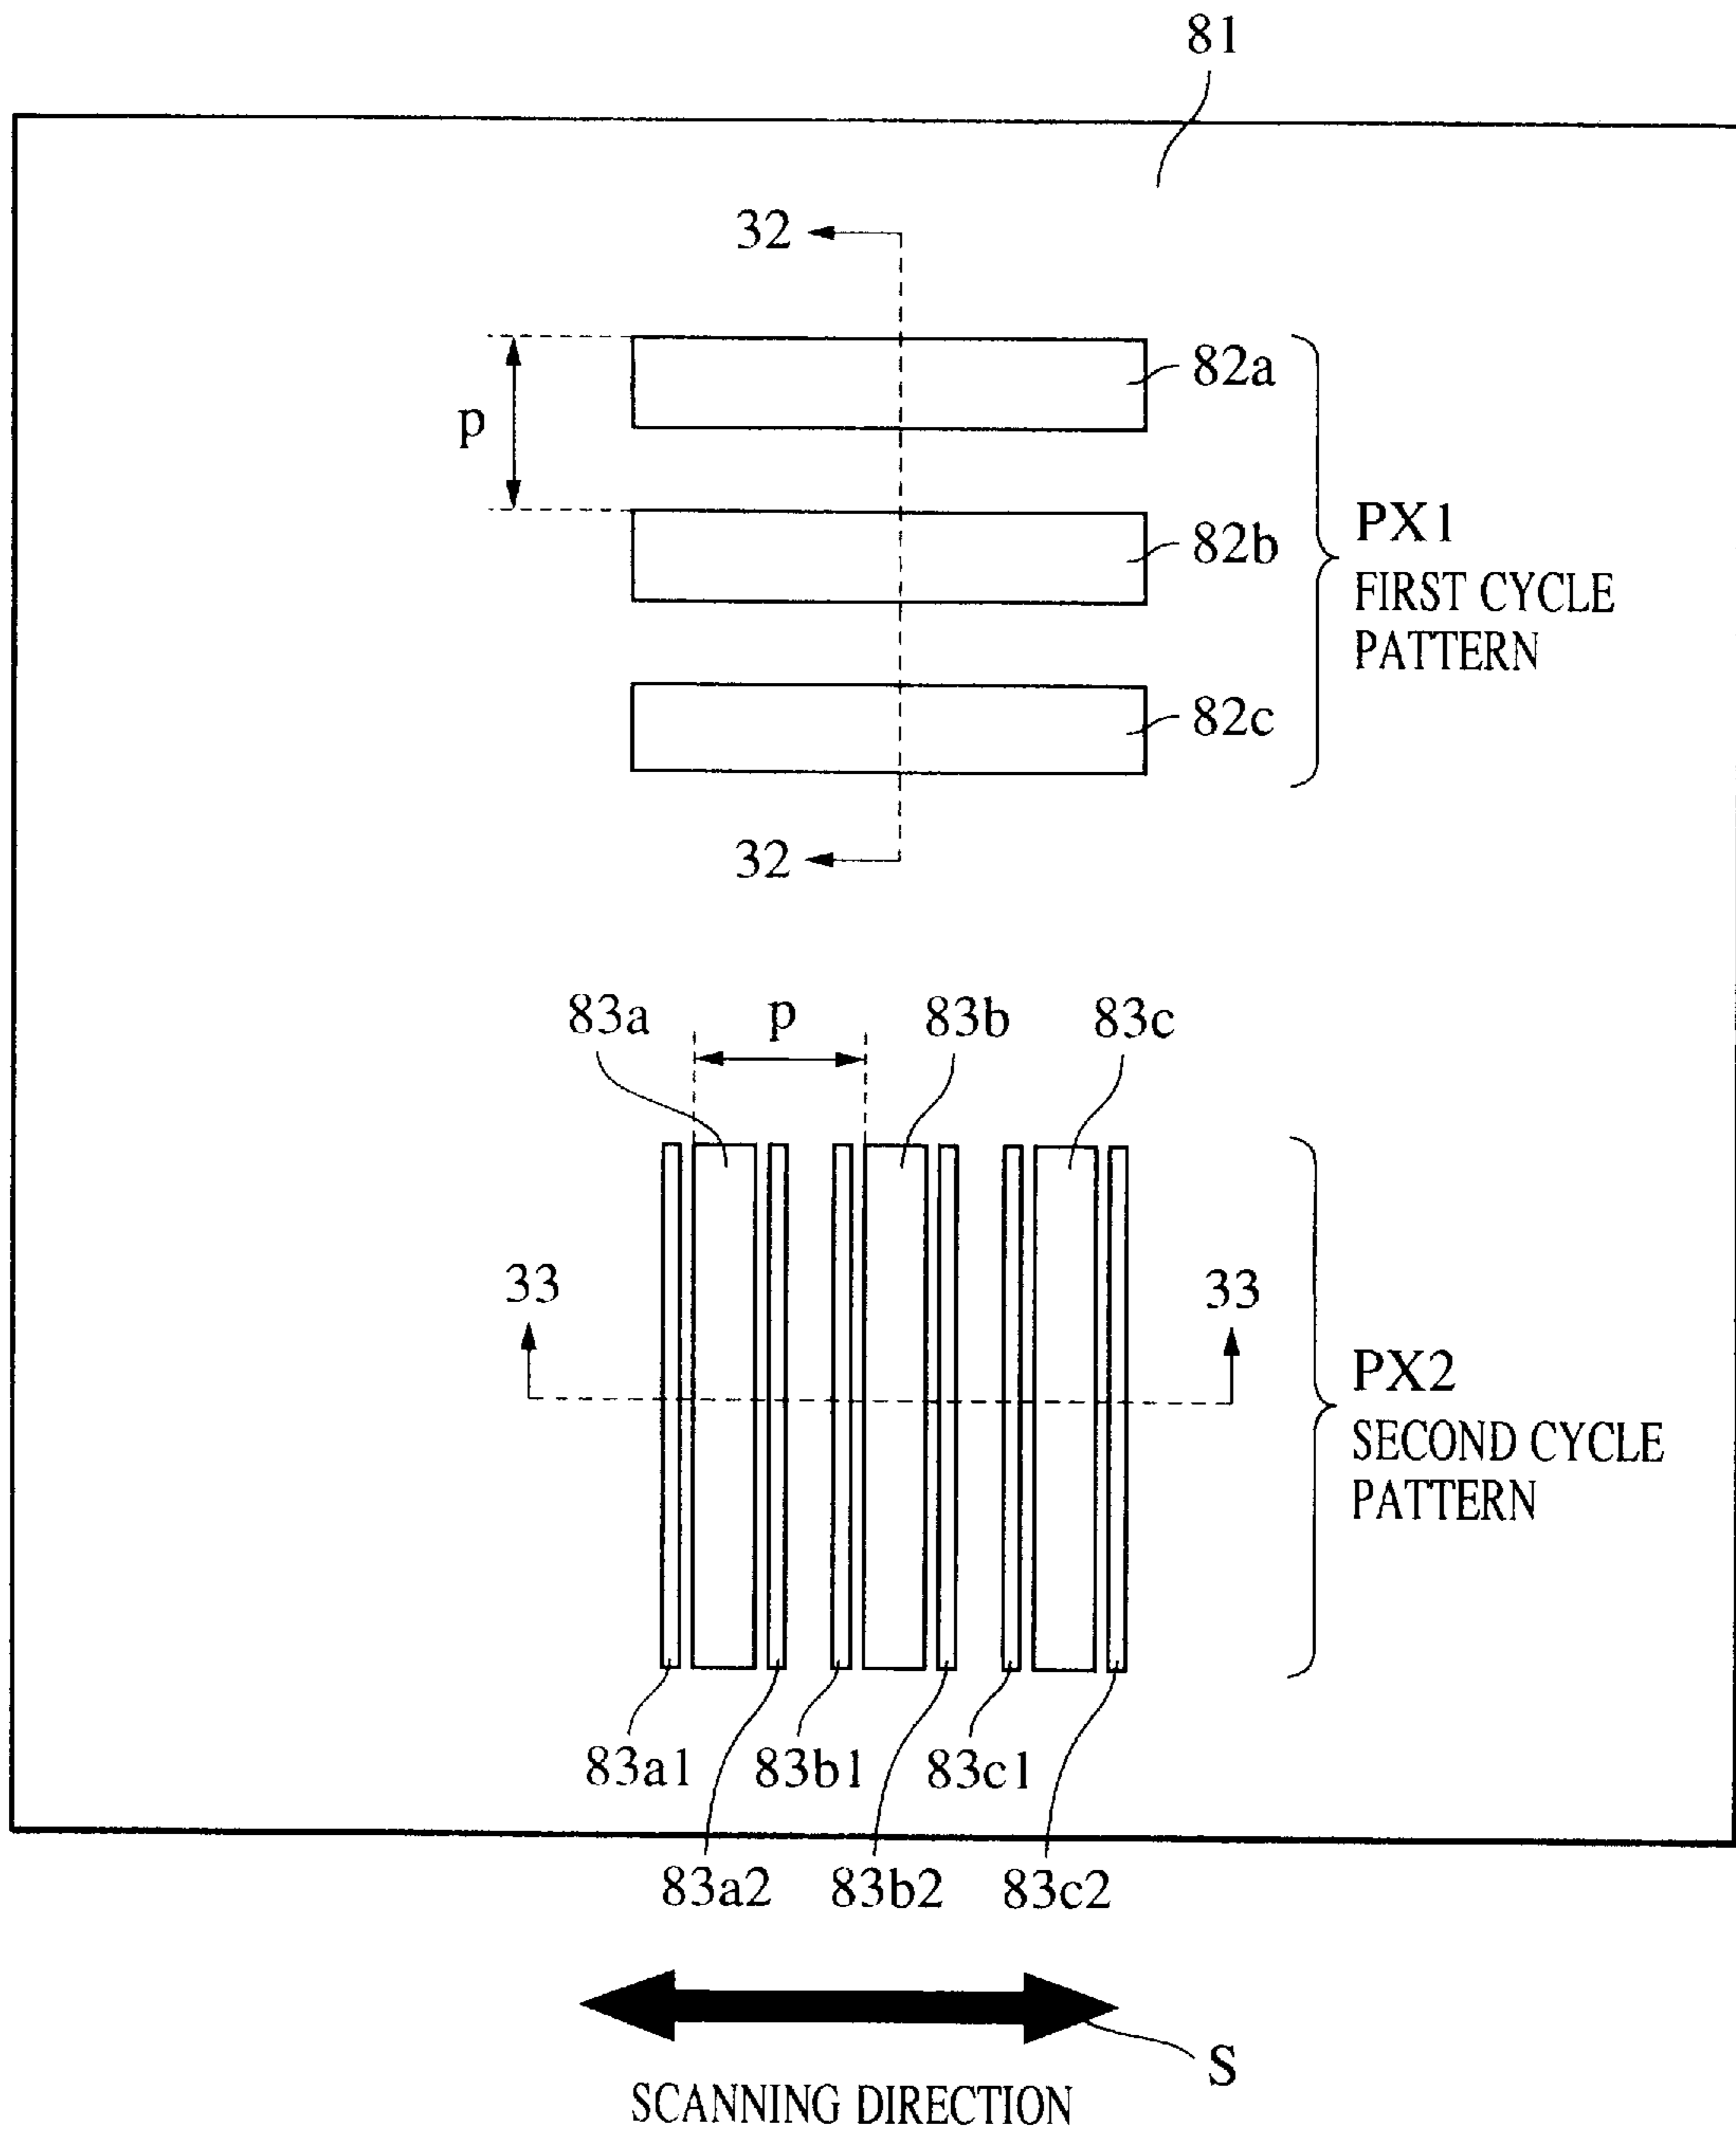 81
32
82a
p
82b
PX1
FIRST CYCLE
PATTERN
82c
32
83a
p
83b
83c
33
33
PX2
SECOND CYCLE
PATTERN
83a1
83b1
83c1
83a2
83b2
83c2
S
SCANNING DIRECTION